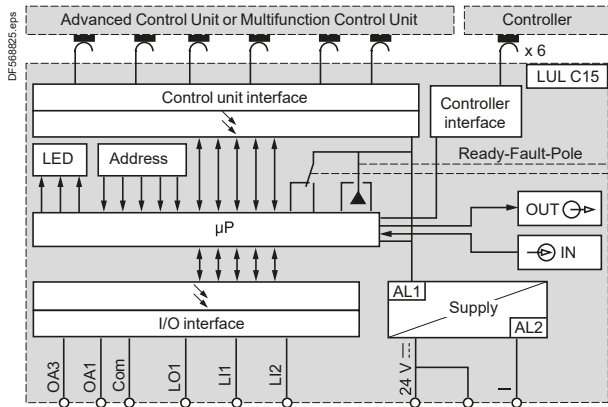 DF568825.eps
Advanced Control Unit or Multifunction Control Unit
Controller
x 6
LUL C15
Control unit interface
Controller
interface
LED
Address
Ready-Fault-Pole
µP
OUT
IN
AL1
Supply
AL2
I/O interface
OA3
OA1
Com
LO1
LI1
LI2
24 V
I